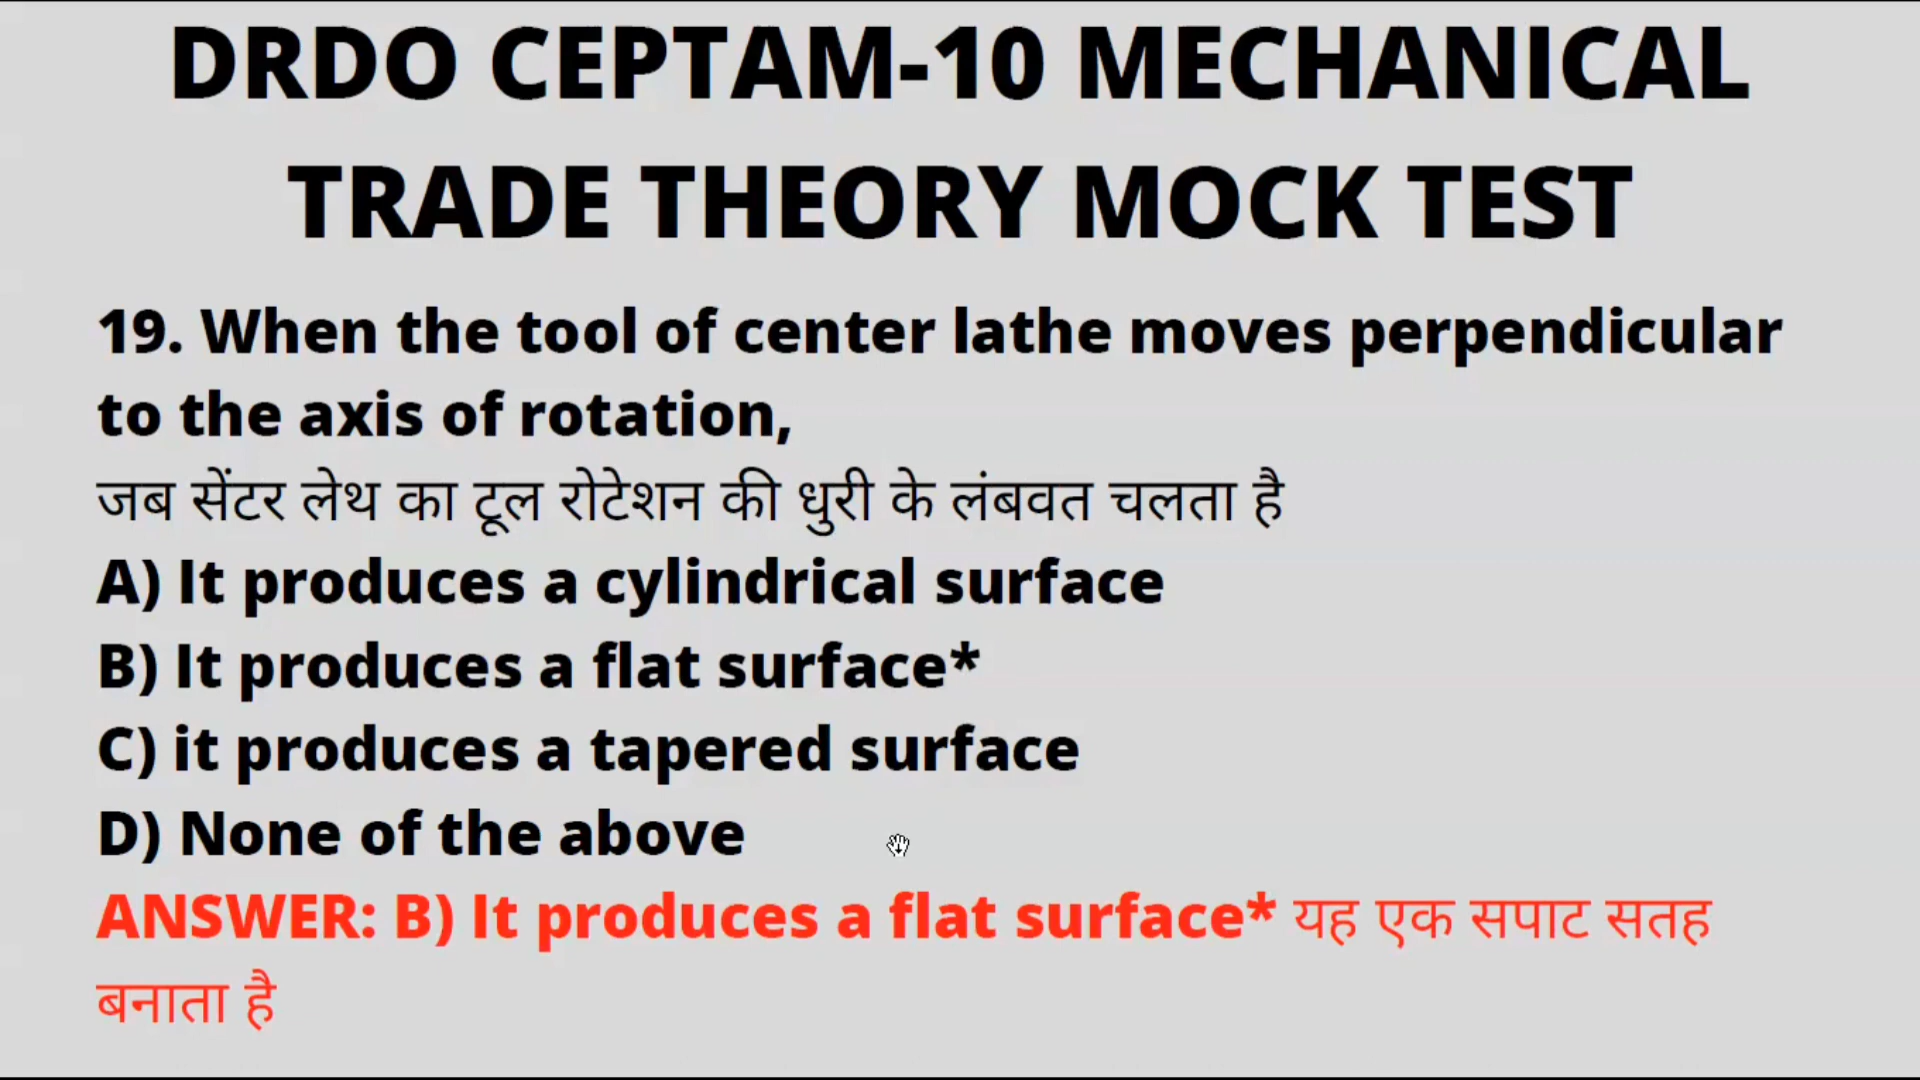 DRDO CEPTAM-10 MECHANICAL
TRADE THEORY MOCK TEST
19. When the tool of center lathe moves perpendicular
to the axis of rotation,
जब सेंटर लेथ का टूल रोटेशन की धुरी के लंबवत चलता है
A) It produces a cylindrical surface
B) It produces a flat surface*
C) it produces a tapered surface
D) None of the above
ANSWER: B) It produces a flat surface* यह एक सपाट सतह
बनाता है